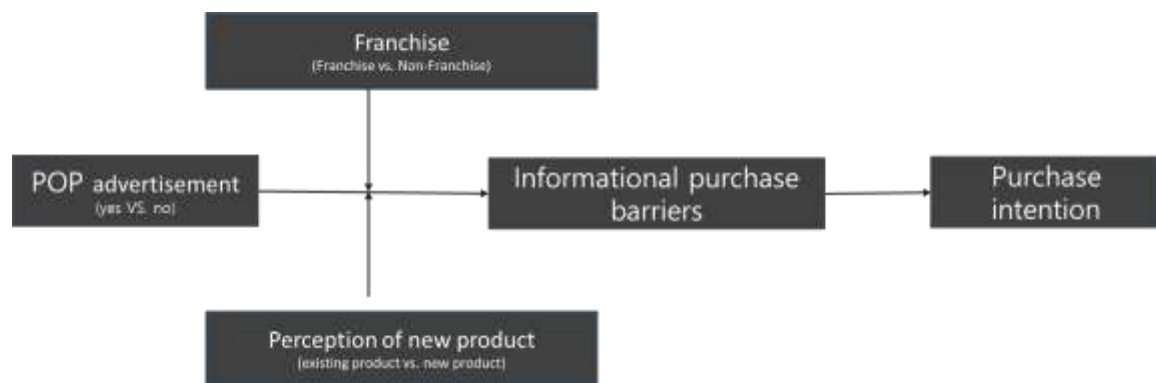 Franchise
(Franchise vs. Non-Franchise)
POP advertisement
(yes VS. no)
Informational purchase
barriers
Purchase
intention
Perception of new product
(existing product vs. new product)